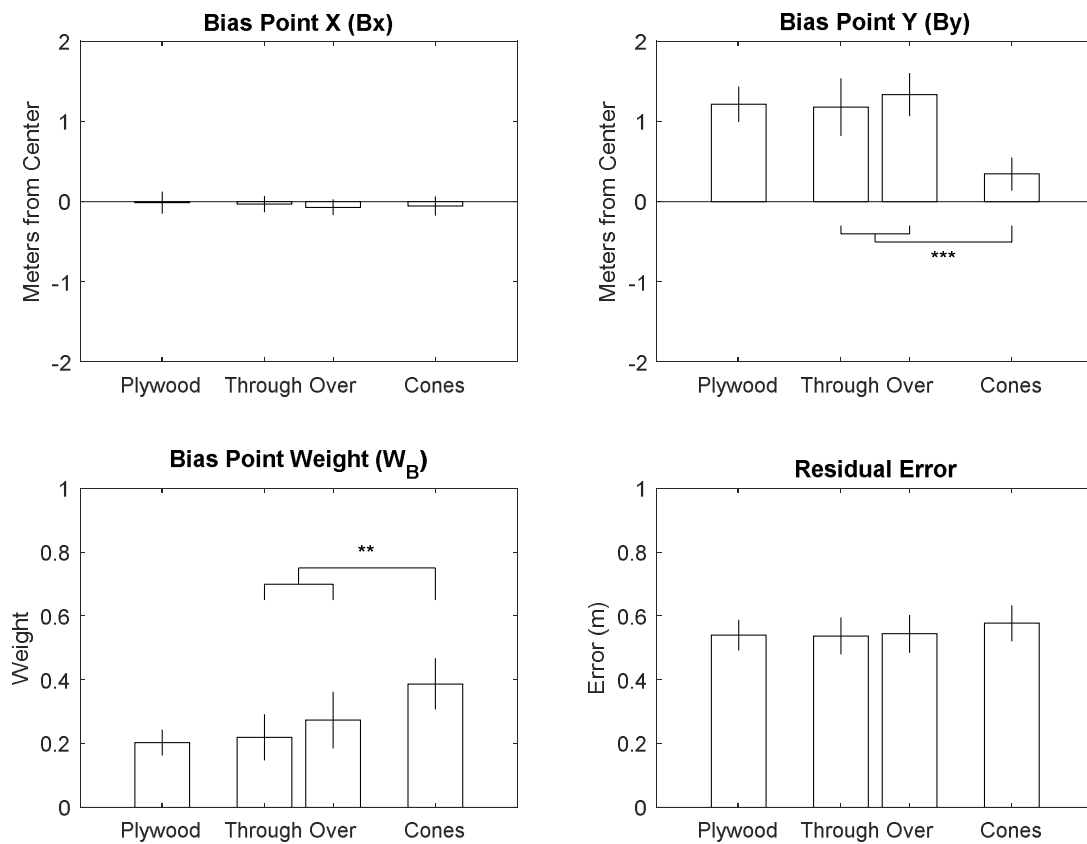 Bias Point X (Bx)
Meters from Center
2
1
0
-1
-2
Plywood Through Over Cones
Bias Point Y (By)
Meters from Center
2
1
0
-1
-2
***
Plywood Through Over Cones
Bias Point Weight (W_B)
Weight
1
0.8
0.6
0.4
0.2
0
**
Plywood Through Over Cones
Residual Error
Error (m)
1
0.8
0.6
0.4
0.2
0
Plywood Through Over Cones